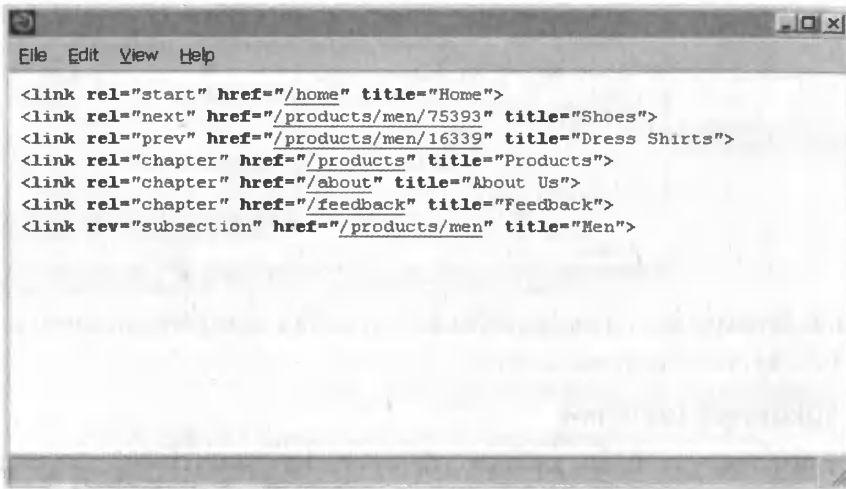 File Edit View Help
<link rel="start" href="/home" title="Home">
<link rel="next" href="/products/men/75393" title="Shoes">
<link rel="prev" href="/products/men/16339" title="Dress Shirts">
<link rel="chapter" href="/products" title="Products">
<link rel="chapter" href="/about" title="About Us">
<link rel="chapter" href="/feedback" title="Feedback">
<link rev="subsection" href="/products/men" title="Men">